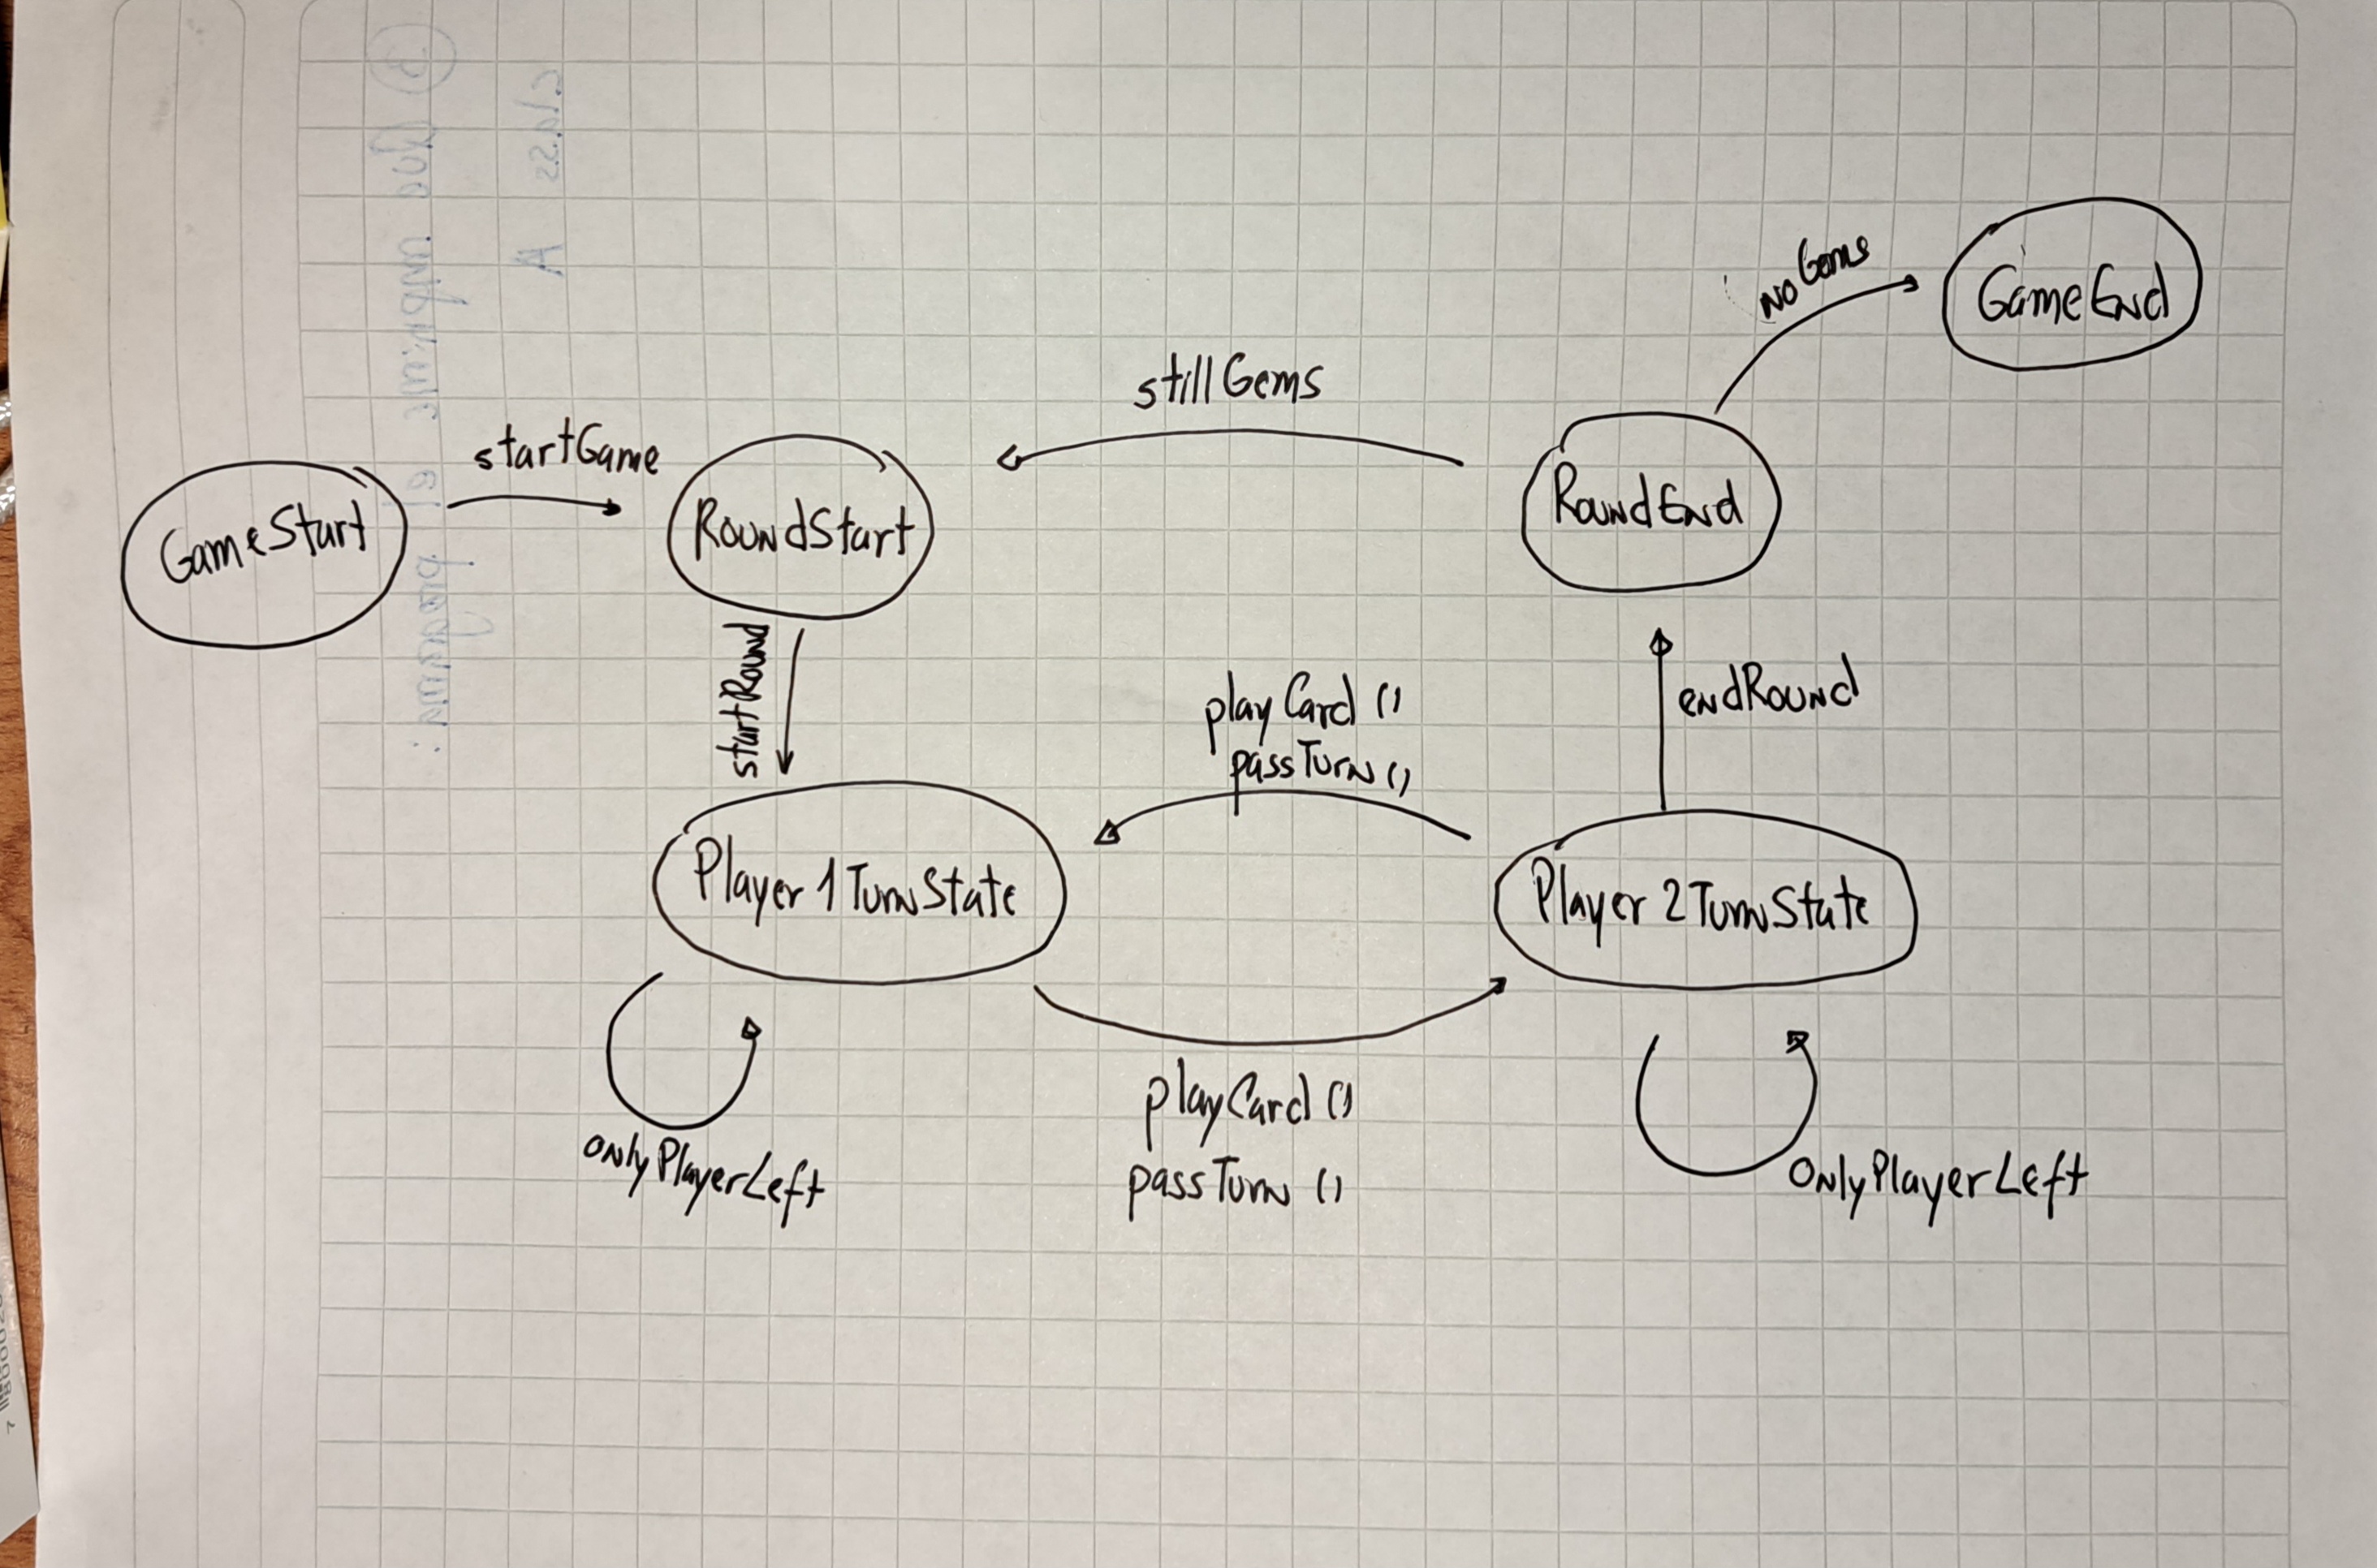 noGems
GameEnd
stillGems
startGame
GameStart
RoundStart
RoundEnd
startRound
endRound
playCard ()
passTurn ()
Player 1 TurnState
Player 2 TurnState
onlyPlayerLeft
playCard ()
passTurn ()
onlyPlayerLeft